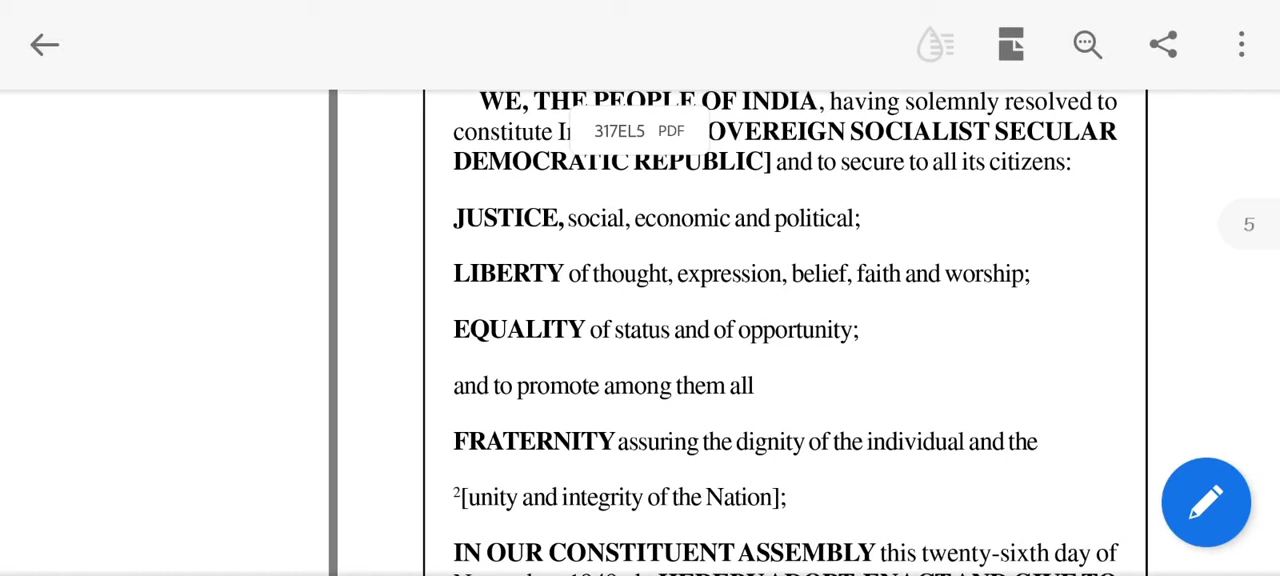 WE, THE PEOPLE OF INDIA, having solemnly resolved to
317EL5 PDF
constitute OVEREIGN SOCIALIST SECULAR
DEMOCRATIC REPUBLIC] and to secure to all its citizens:
JUSTICE, social, economic and political;
5
LIBERTY of thought, expression, belief, faith and worship;
EQUALITY of status and of opportunity;
and to promote among them all
FRATERNITY assuring the dignity of the individual and the
2[unity and integrity of the Nation];
IN OUR CONSTITUENT ASSEMBLY this twenty-sixth day of